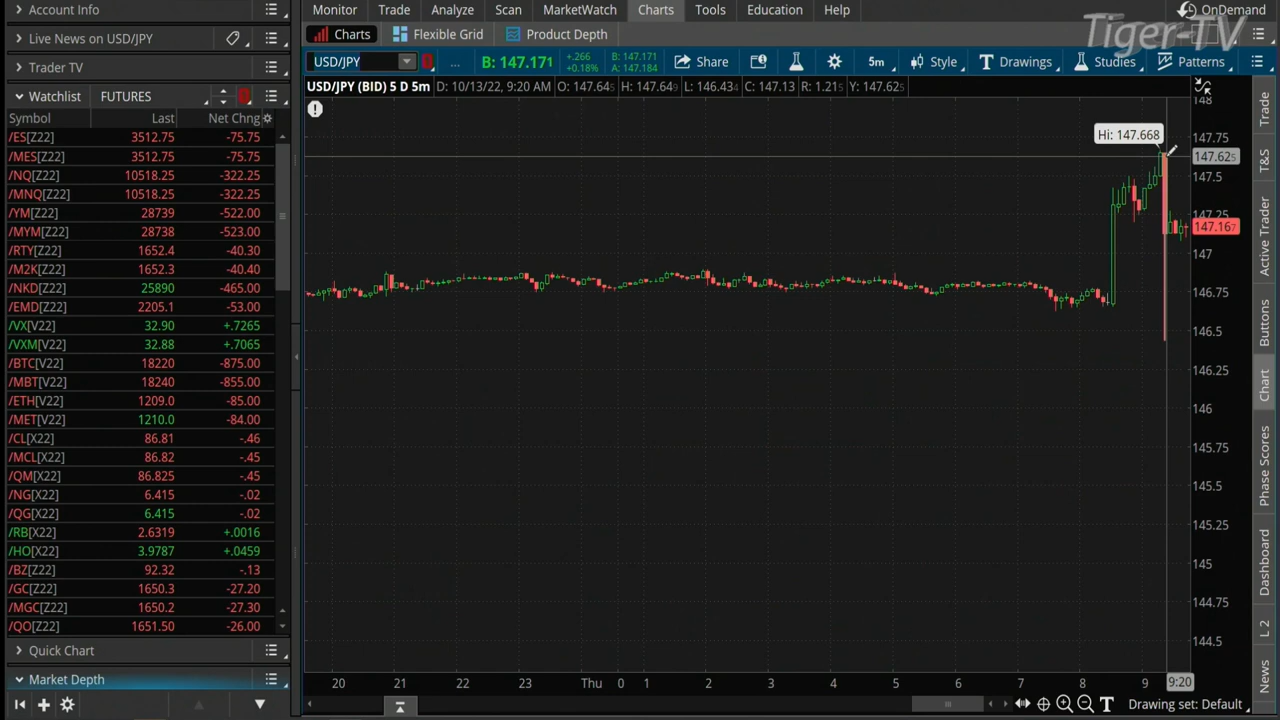 Account Info
Live News on USD/JPY
Trader TV
Watchlist FUTURES
Symbol Last Net Chng
/ES[Z22] 3512.75 -75.75
/MES[Z22] 3512.75 -75.75
/NQ[Z22] 10518.25 -322.25
/MNQ[Z22] 10518.25 -322.25
/YM[Z22] 28739 -522.00
/MYM[Z22] 28738 -523.00
/RTY[Z22] 1652.4 -40.30
/M2K[Z22] 1652.3 -40.40
/NKD[Z22] 25890 -465.00
/EMD[Z22] 2205.1 -53.00
/VX[V22] 32.90 +.7265
/VXM[V22] 32.88 +.7065
/BTC[V22] 18220 -875.00
/MBT[V22] 18240 -855.00
/ETH[V22] 1209.0 -85.00
/MET[V22] 1210.0 -84.00
/CL[X22] 86.81 -.46
/MCL[X22] 86.82 -.45
/QM[X22] 86.825 -.45
/NG[X22] 6.415 -.02
/QG[X22] 6.415 -.02
/RB[X22] 2.6319 +.0016
/HO[X22] 3.9787 +.0459
/BZ[Z22] 92.32 -.13
/GC[Z22] 1650.3 -27.20
/MGC[Z22] 1650.2 -27.30
/QO[Z22] 1651.50 -26.00
Quick Chart
Market Depth
Monitor Trade Analyze Scan MarketWatch Charts Tools Education Help OnDemand
Tiger-TV
Charts Flexible Grid Product Depth
USD/JPY ... B: 147.171 +.266 B: 147.171 Share 5m Style Drawings Studies Patterns
+0.18% A: 147.184
USD/JPY (BID) 5 D 5m D: 10/13/22, 9:20 AM O: 147.645 H: 147.649 L: 146.434 C: 147.13 R: 1.215 Y: 147.625
Hi: 147.668
148
147.75
147.625
147.5
147.25
147.167
147
146.75
146.5
146.25
146
145.75
145.5
145.25
145
144.75
144.5
20 21 22 23 Thu 0 1 2 3 4 5 6 7 8 9 9:20
Drawing set: Default
Trade
T&S
Active Trader
Buttons
Chart
Phase Scores
Dashboard
L 2
News